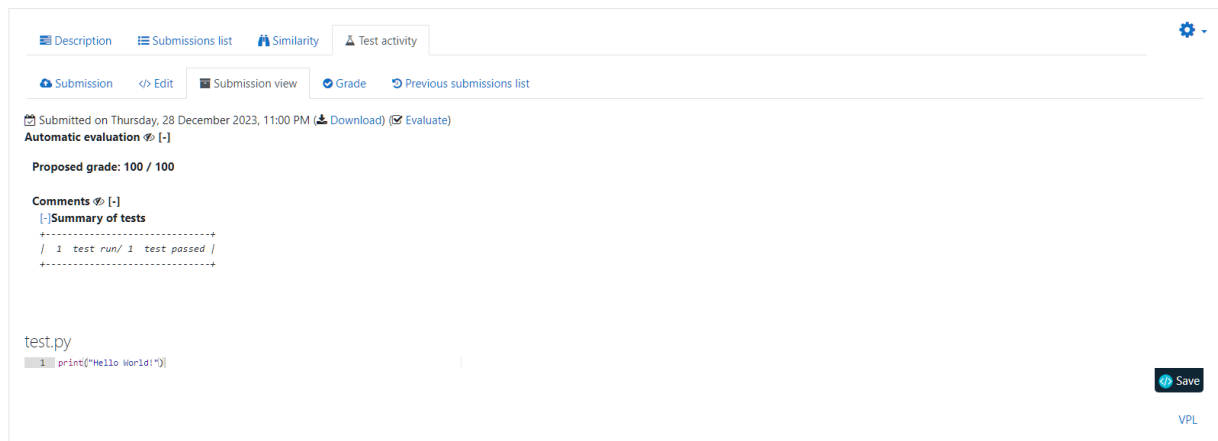 Description Submissions list Similarity Test activity
Submission </> Edit Submission view Grade Previous submissions list
Submitted on Thursday, 28 December 2023, 11:00 PM (Download) (Evaluate)
Automatic evaluation [-]
Proposed grade: 100 / 100
Comments [-]
[-]Summary of tests
+------------------------------+
| 1 test run/ 1 test passed |
+------------------------------+
test.py
1 print("Hello World!")
</> Save
VPL